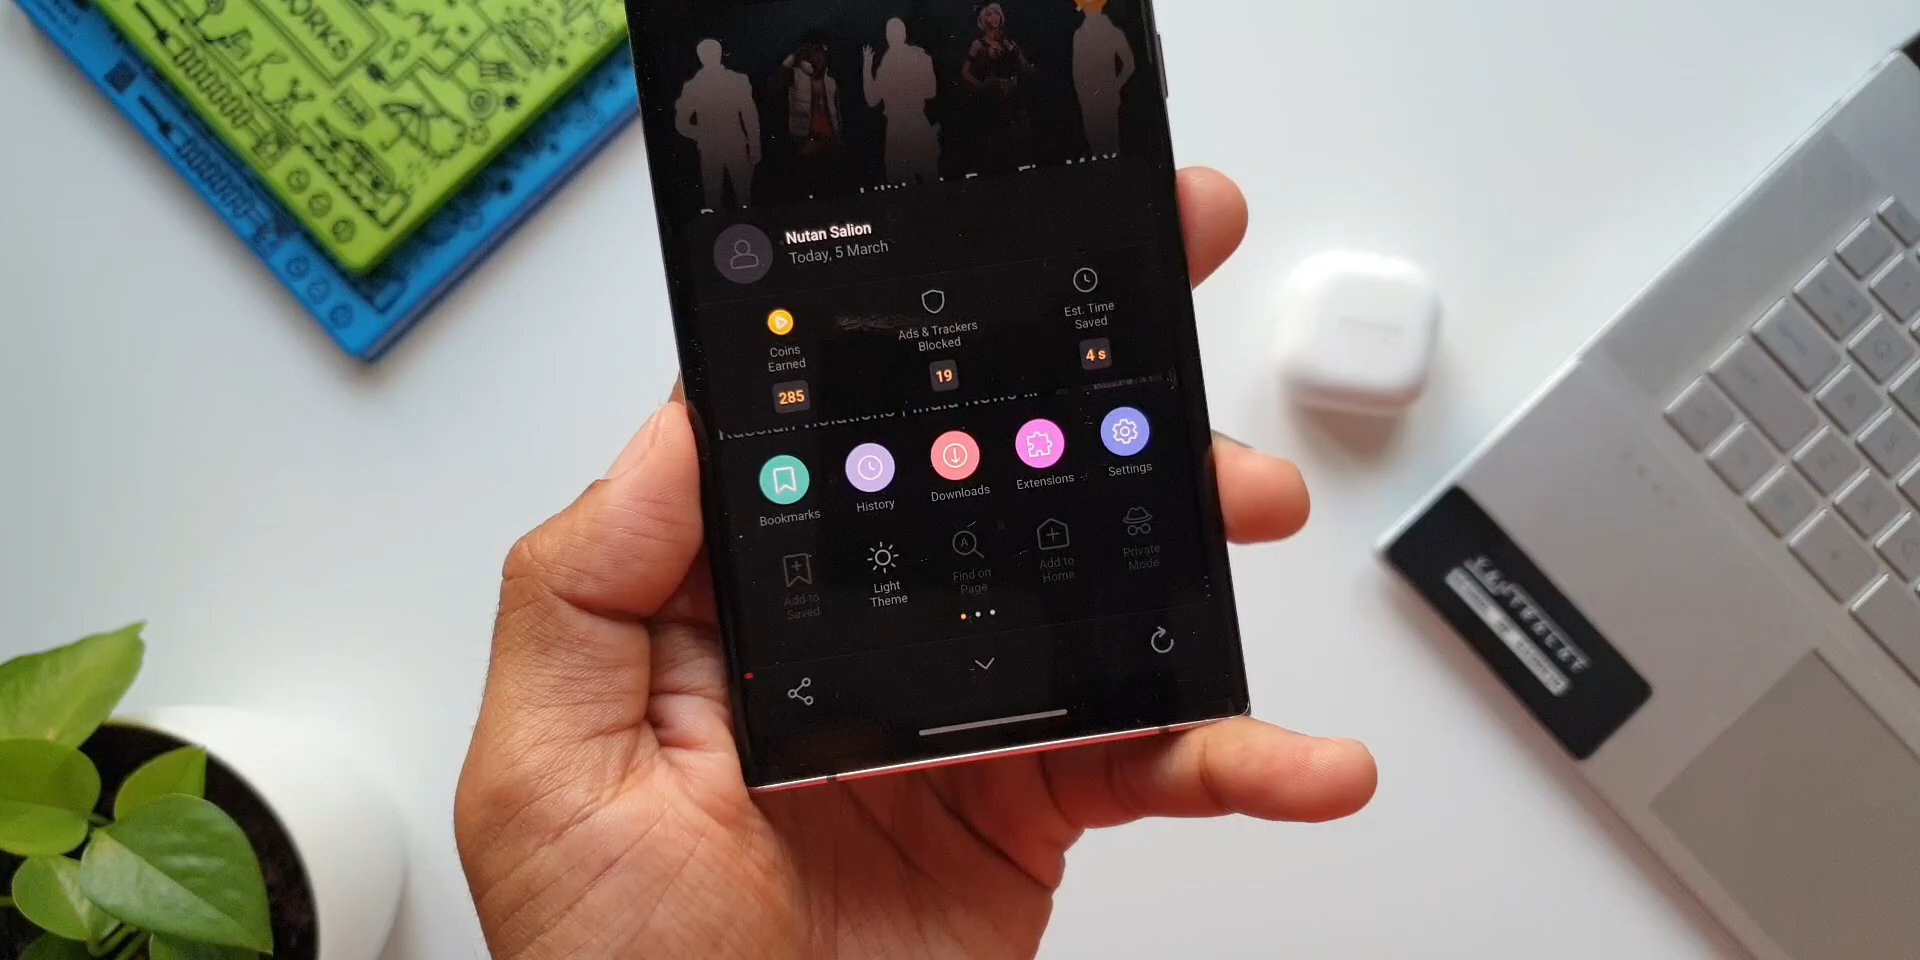 WORKS
Nutan Salion
Today, 5 March
Coins
Earned
285
Ads & Trackers
Blocked
19
Est. Time
Saved
4 s
Bookmarks
History
Downloads
Extensions
Settings
Add to
Saved
Light
Theme
Find on
Page
Add to
Home
Private
Mode